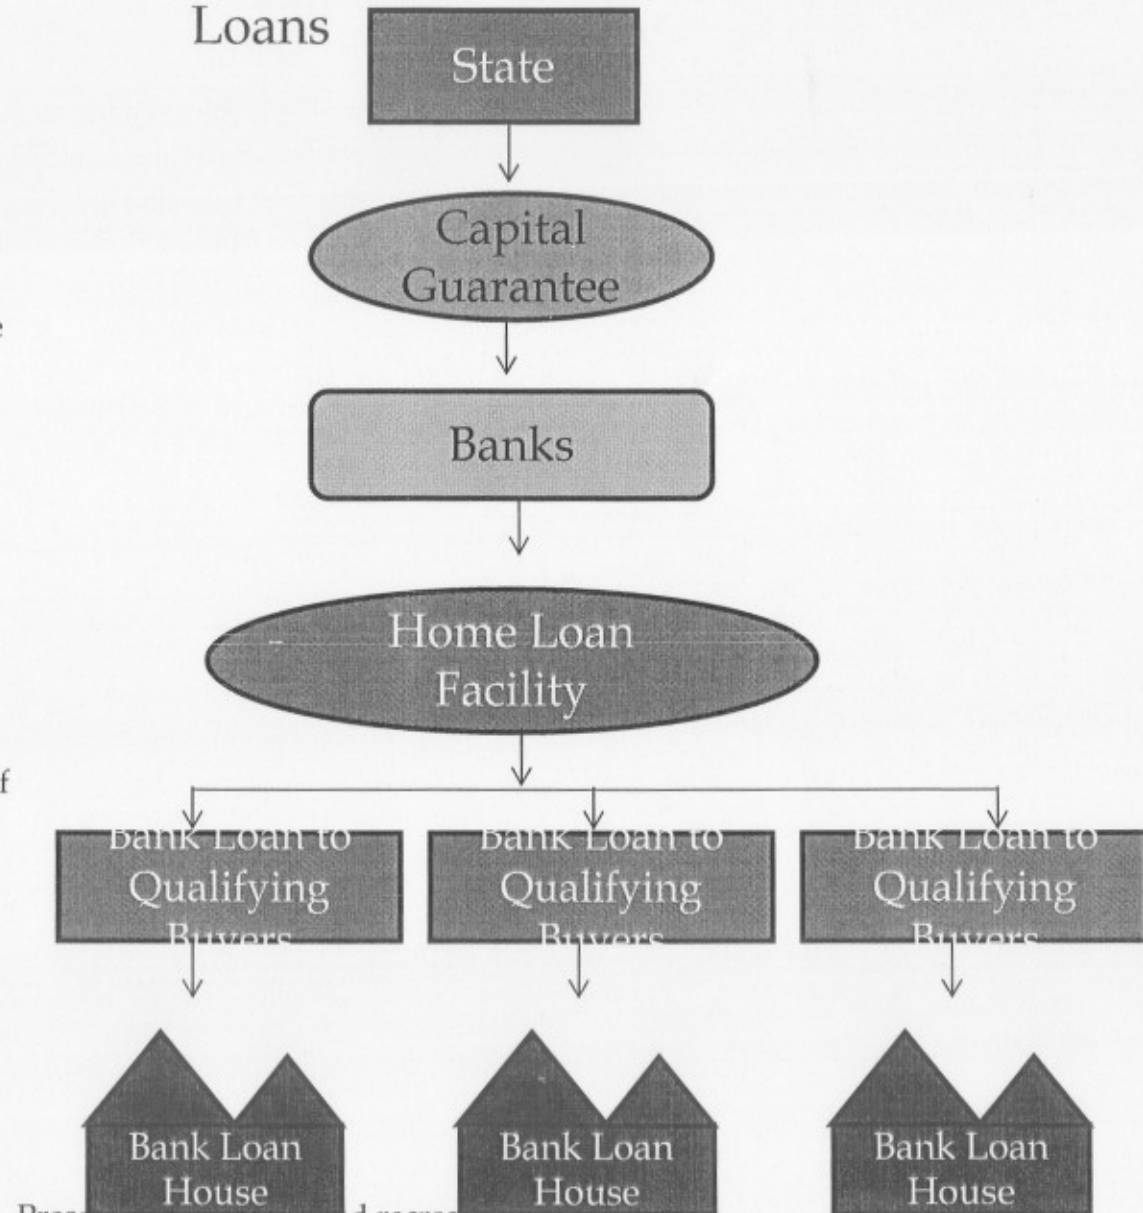 Loans
State
Capital
Guarantee
Banks
Home Loan
Facility
Bank Loan to
Qualifying
Buyers
Bank Loan to
Qualifying
Buyers
Bank Loan to
Qualifying
Buyers
Bank Loan
House
Bank Loan
House
Bank Loan
House